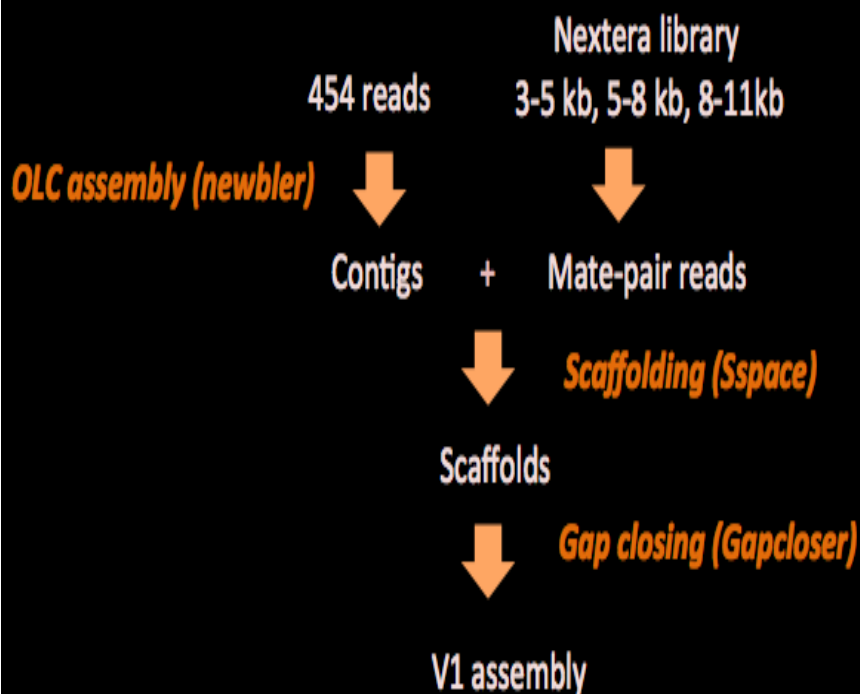 Nextera library
454 reads
3-5 kb, 5-8 kb, 8-11kb
OLC assembly (newbler)
Contigs + Mate-pair reads
Scaffolding (Sspace)
Scaffolds
Gap closing (Gapcloser)
V1 assembly